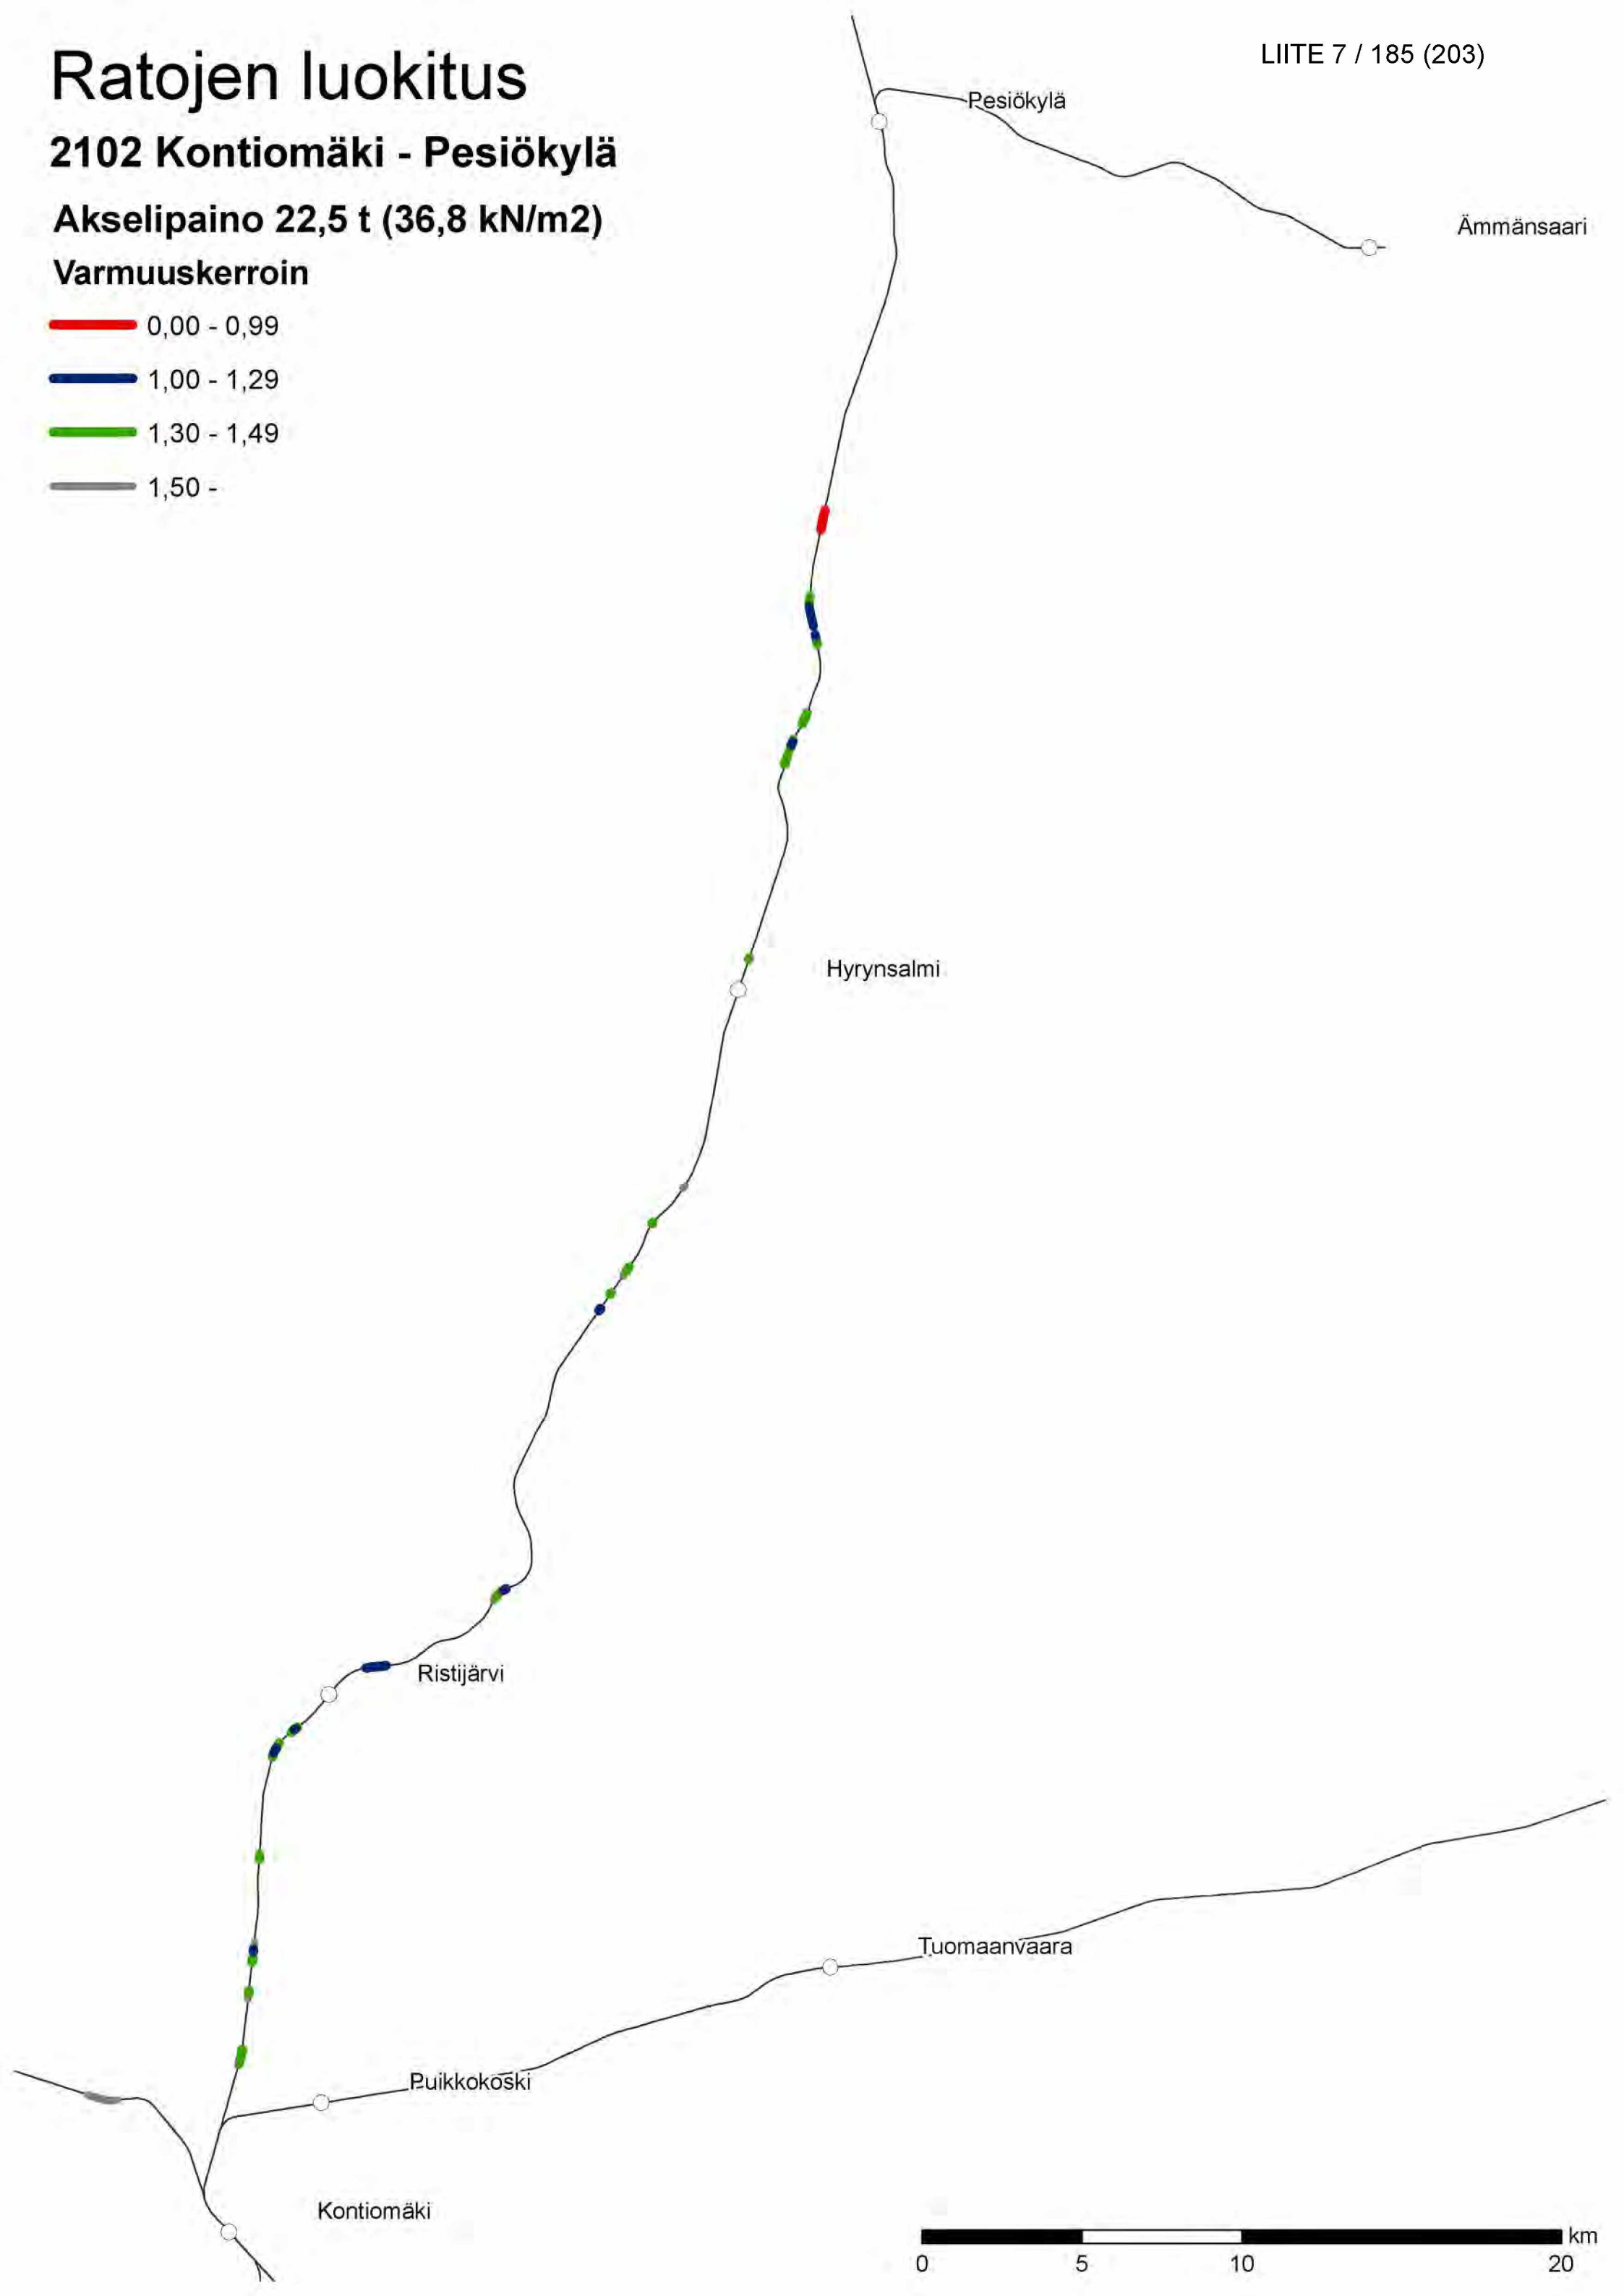 LIITE 7 / 185 (203)
Ratojen luokitus
2102 Kontiomäki - Pesiökylä
Akselipaino 22,5 t (36,8 kN/m2)
Varmuuskerroin
0,00 - 0,99
1,00 - 1,29
1,30 - 1,49
1,50 -
Pesiökylä
Ämmänsaari
Hyrynsalmi
Ristijärvi
Tuomaanvaara
Puikkokoski
Kontiomäki
km
0 5 10 20